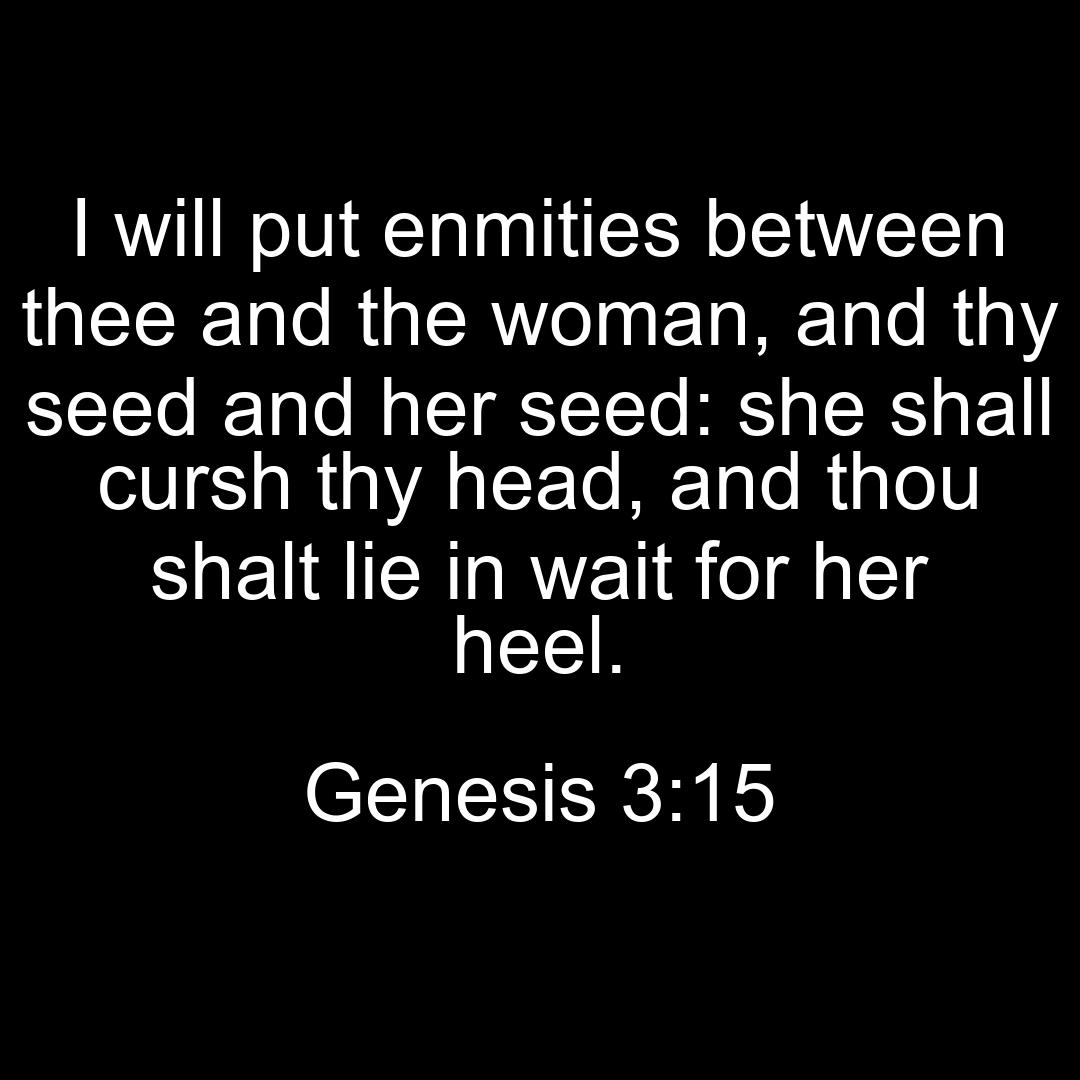 I will put enmities between
thee and the woman, and thy
seed and her seed: she shall
cursh thy head, and thou
shalt lie in wait for her
heel.
Genesis 3:15